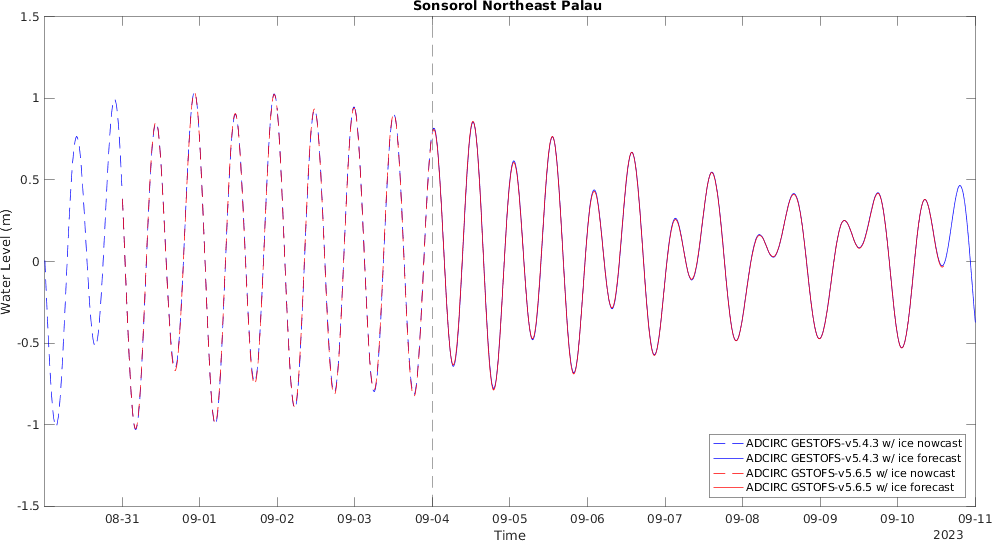 Sonsorol Northeast Palau
1.5
1
0.5
0
-0.5
-1
-1.5
Water Level (m)
08-31
09-01
09-02
09-03
09-04
09-05
09-06
09-07
09-08
09-09
09-10
09-11
Time
2023
ADCIRC GESTOFS-v5.4.3 w/ ice nowcast
ADCIRC GESTOFS-v5.4.3 w/ ice forecast
ADCIRC GSTOFS-v5.6.5 w/ ice nowcast
ADCIRC GSTOFS-v5.6.5 w/ ice forecast